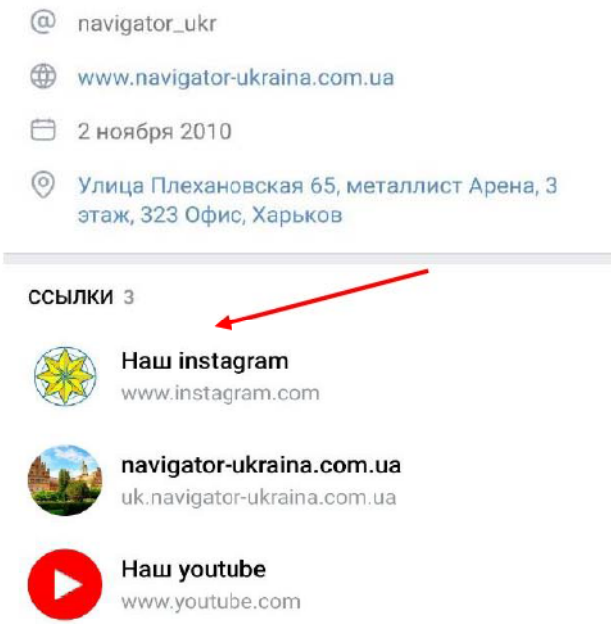 navigator_ukr
www.navigator-ukraina.com.ua
2 ноября 2010
Улица Плехановская 65, металлист Арена, 3
этаж, 323 Офис, Харьков
ССЫЛКИ 3
Наш instagram
www.instagram.com
navigator-ukraina.com.ua
uk.navigator-ukraina.com.ua
Наш youtube
www.youtube.com